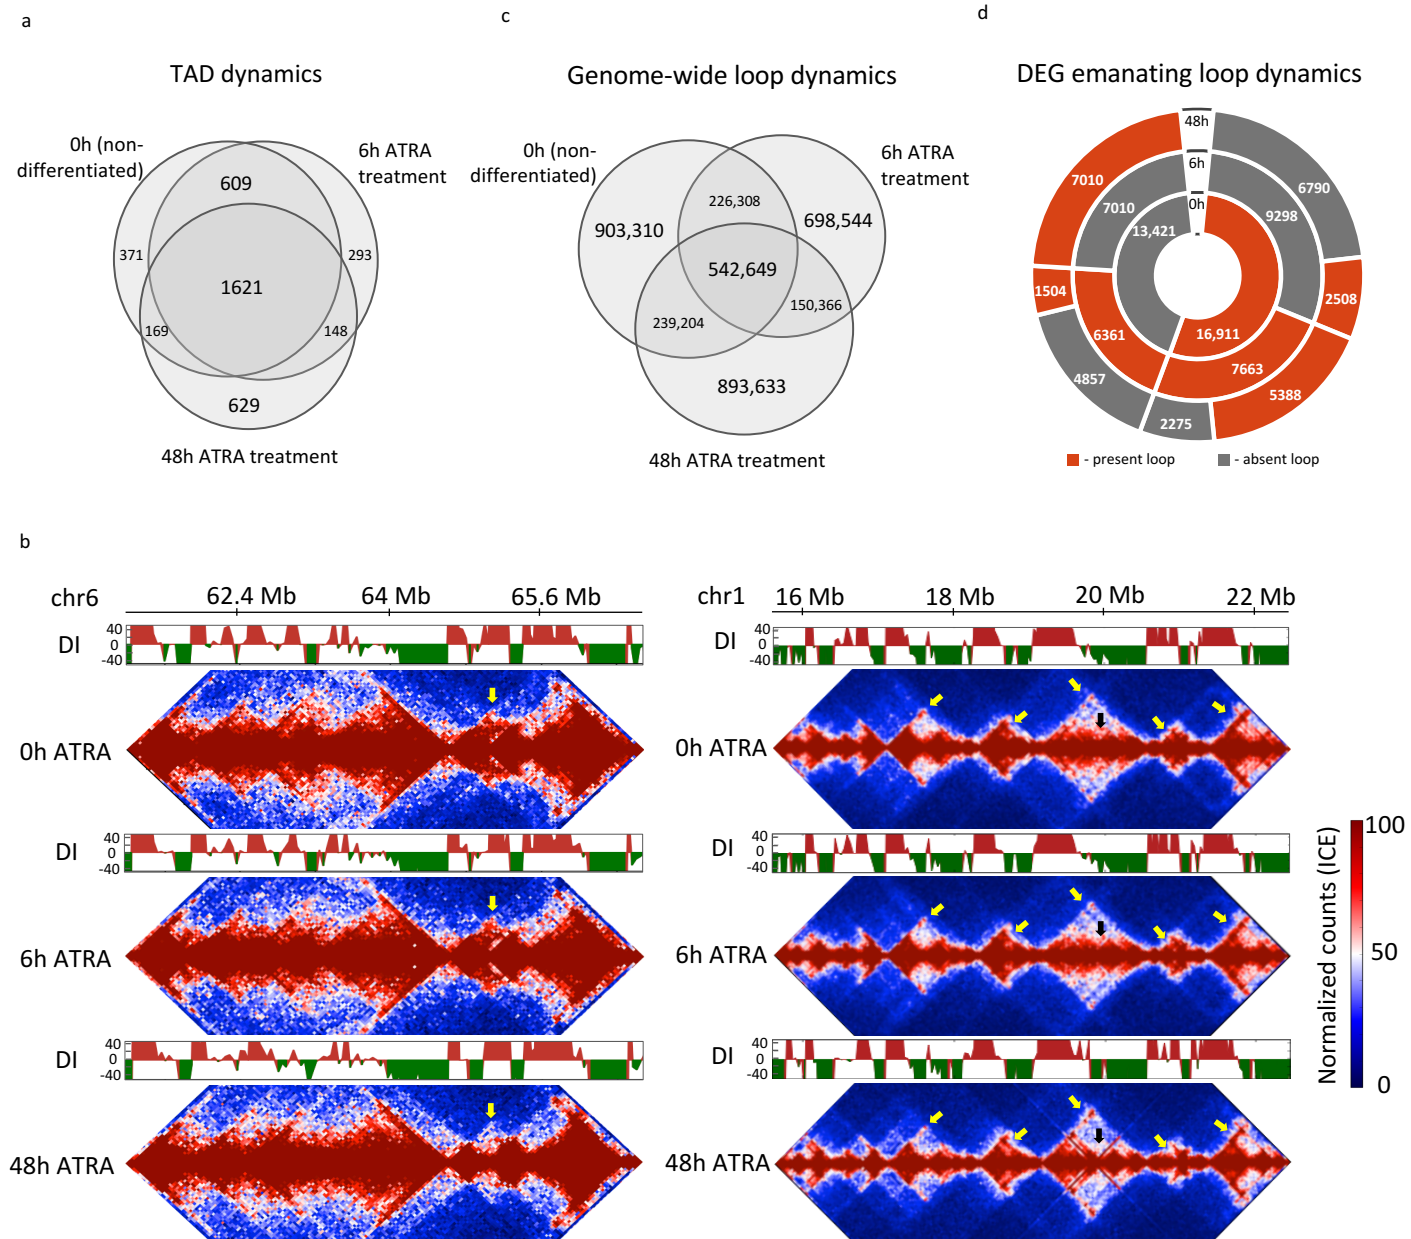 a
TAD dynamics
0h (non-
differentiated)
6h ATRA
treatment
609
371
293
1621
169
148
629
48h ATRA treatment
c
Genome-wide loop dynamics
0h (non-
differentiated)
6h ATRA
treatment
226,308
903,310
698,544
542,649
239,204
150,366
893,633
48h ATRA treatment
d
DEG emanating loop dynamics
48h
6h
0h
7010
6790
7010
9298
13,421
1504
2508
6361
16,911
7663
4857
5388
2275
- present loop
- absent loop
b
chr6
62.4 Mb
64 Mb
65.6 Mb
DI
40
0
-40
0h ATRA
DI
40
0
-40
6h ATRA
DI
40
0
-40
48h ATRA
chr1
16 Mb
18 Mb
20 Mb
22 Mb
DI
40
0
-40
0h ATRA
DI
40
0
-40
6h ATRA
DI
40
0
-40
48h ATRA
Normalized counts (ICE)
100
50
0